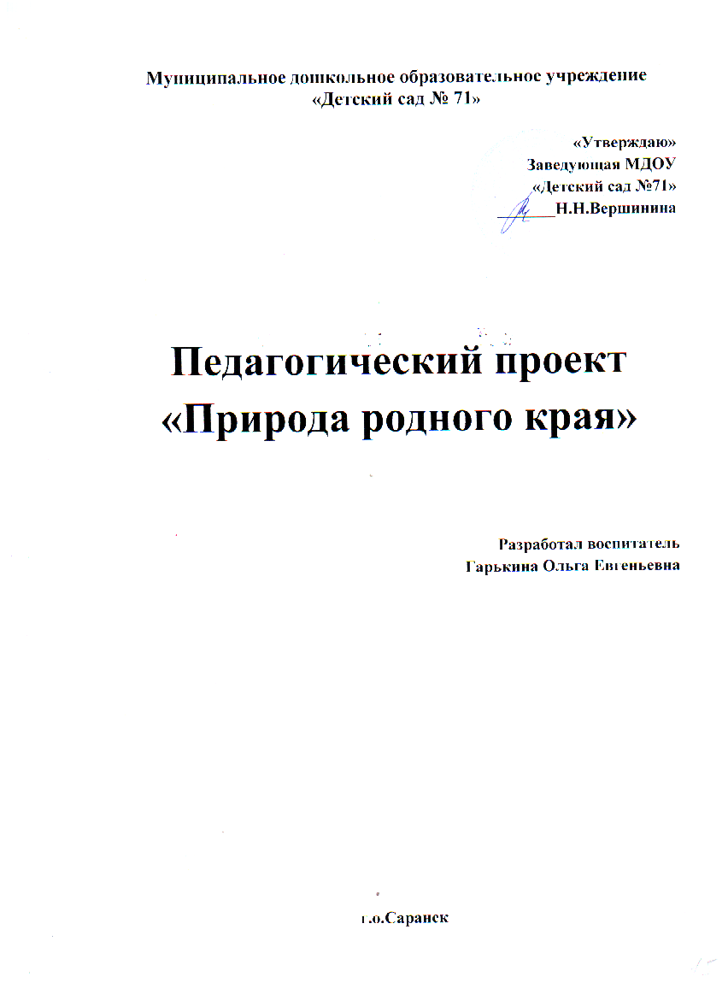 Муниципальное дошкольное образовательное учреждение
«Детский сад № 71»
«Утверждаю»
Заведующая МДОУ
«Детский сад №71»
______Н.Н.Вершинина
Педагогический проект
«Природа родного края»
Разработал воспитатель
Гарькина Ольга Евгеньевна
г.о.Саранск